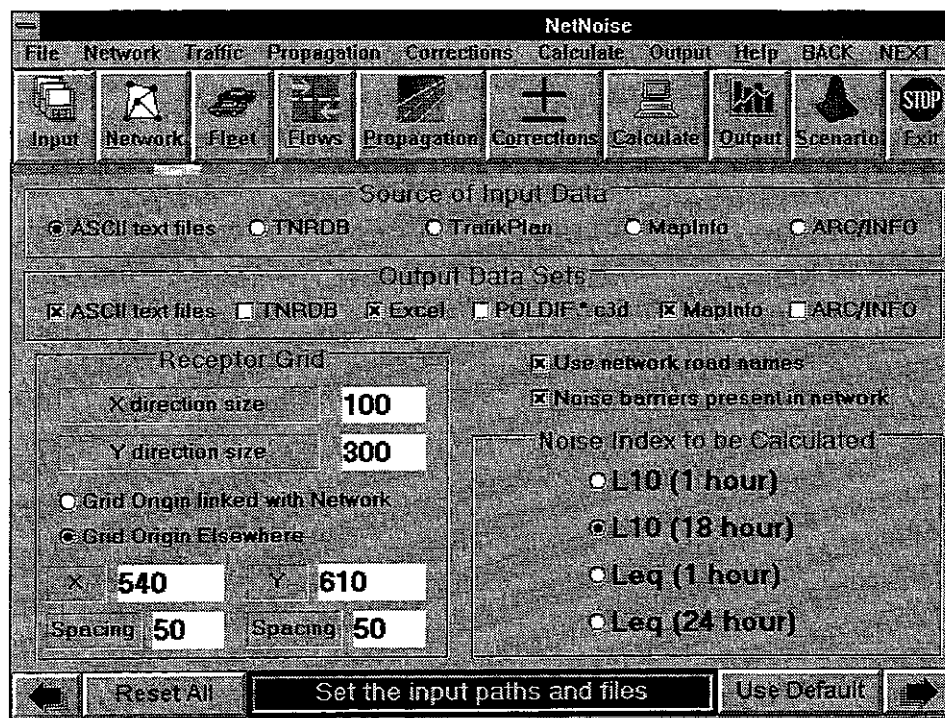 NetNoise
File Network Traffic Propagation Corrections Calculate Output Help BACK NEXT
Input Network Fleet Flows Propagation Corrections Calculate Output Scenario STOP Exit
Source of Input Data
ASCII text files TNRDB TrafikPlan MapInfo ARC/INFO
Output Data Sets
ASCII text files TNRDB Excel POLDIF*.c3d MapInfo ARC/INFO
Receptor Grid
X direction size 100
Y direction size 300
Grid Origin linked with Network
Grid Origin Elsewhere
X 540 Y 610
Spacing 50 Spacing 50
Use network road names
Noise barriers present in network
Noise Index to be Calculated
L10 (1 hour)
L10 (18 hour)
Leq (1 hour)
Leq (24 hour)
Reset All Set the input paths and files Use Default